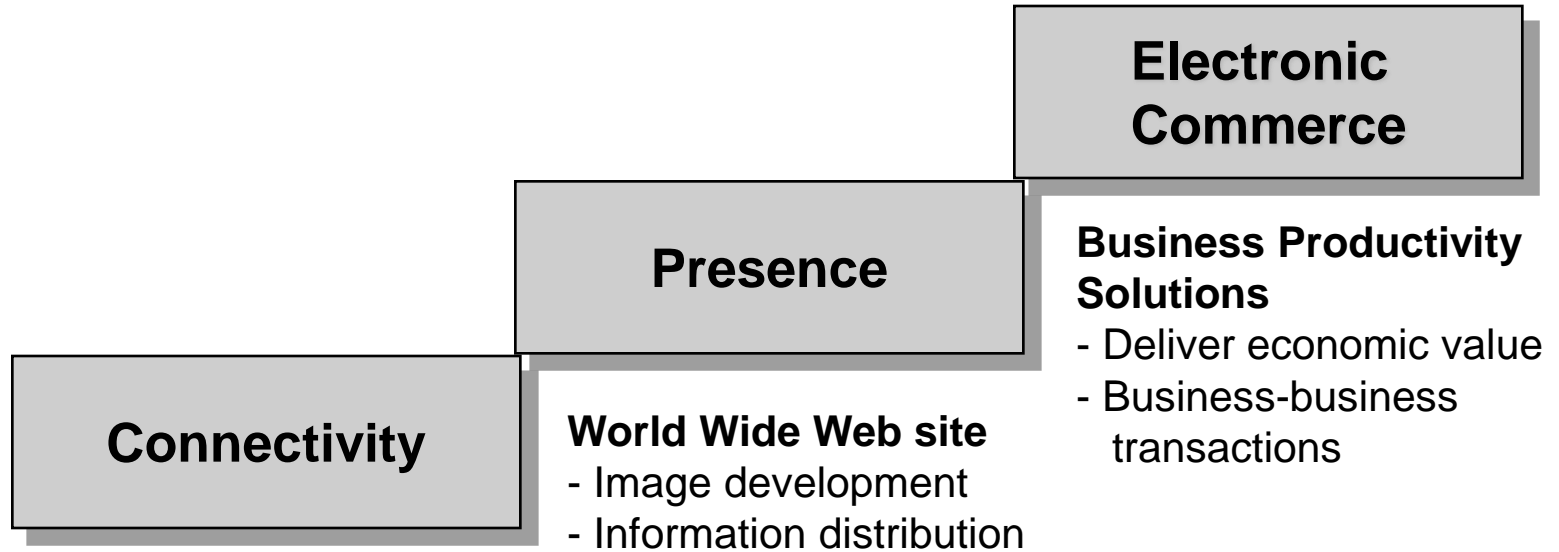 Electronic
Commerce
Presence
Business Productivity
Solutions
- Deliver economic value
- Business-business
transactions
Connectivity
World Wide Web site
- Image development
- Information distribution